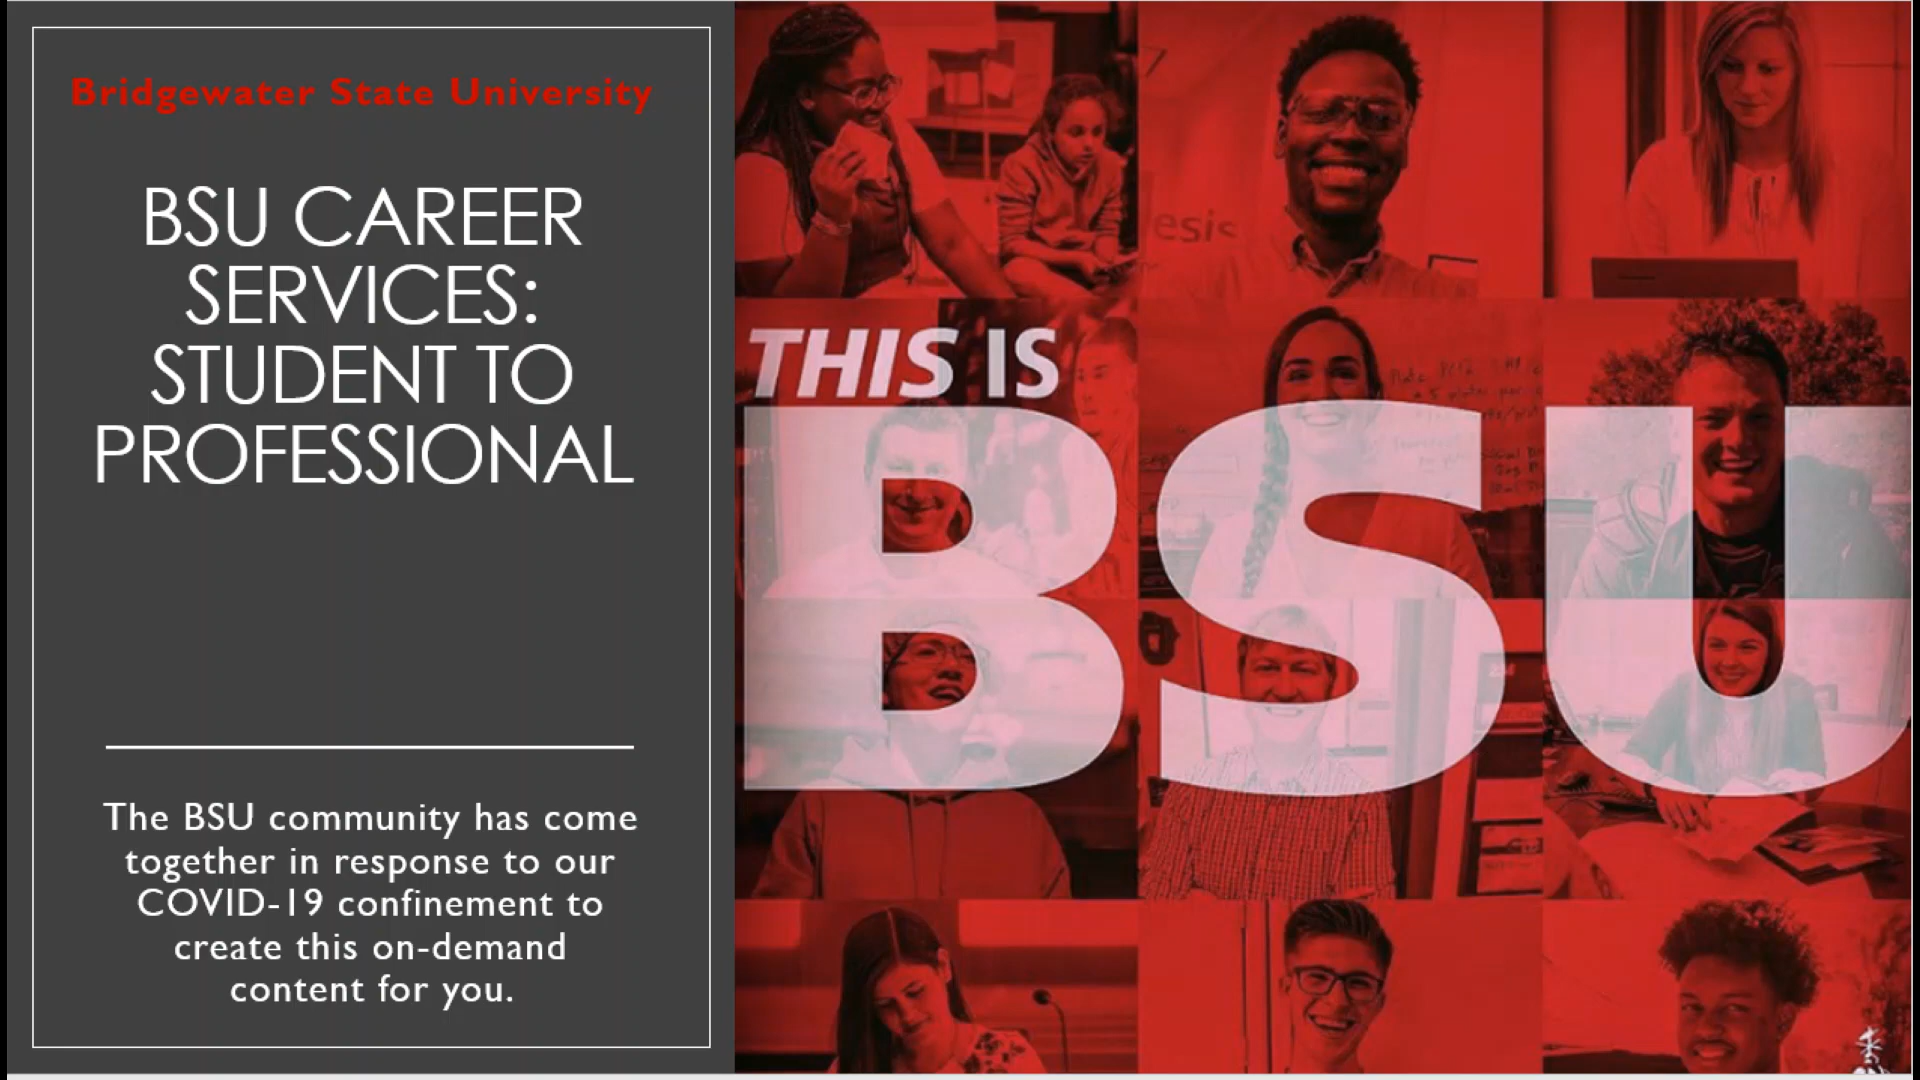 Bridgewater State University
BSU CAREER
SERVICES:
STUDENT TO
PROFESSIONAL
The BSU community has come
together in response to our
COVID-19 confinement to
create this on-demand
content for you.
esis
THIS IS
BSU